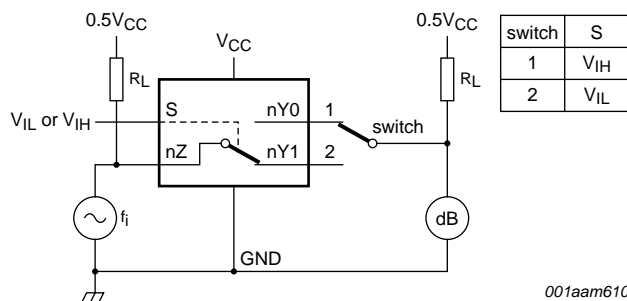 0.5VCC
VCC
0.5VCC
switch S
1 VIH
2 VIL
RL
RL
VIL or VIH
S
nY0
1
switch
nZ
nY1
2
fi
dB
GND
001aam610